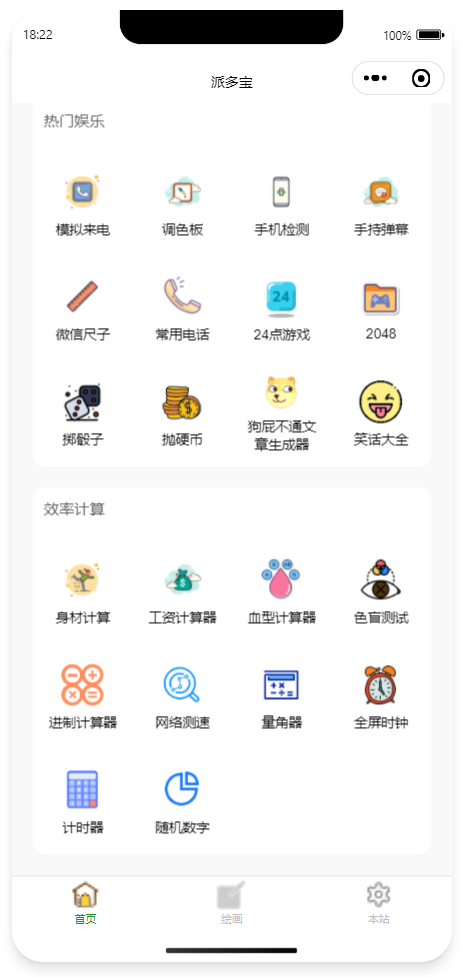 18:22
100%
派多宝
热门娱乐
模拟来电
调色板
手机检测
手持弹幕
微信尺子
常用电话
24
24点游戏
2048
掷骰子
抛硬币
狗屁不通文
章生成器
笑话大全
效率计算
身材计算
工资计算器
血型计算器
色盲测试
进制计算器
网络测速
量角器
全屏时钟
计时器
随机数字
首页
绘画
本站